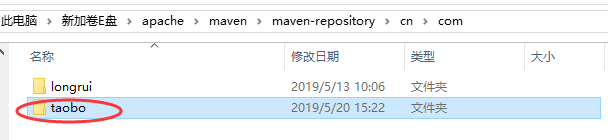 此电脑 › 新加卷E盘 › apache › maven › maven-repository › cn › com
名称 修改日期 类型 大小
longrui 2019/5/13 10:06 文件夹
taobo 2019/5/20 15:22 文件夹